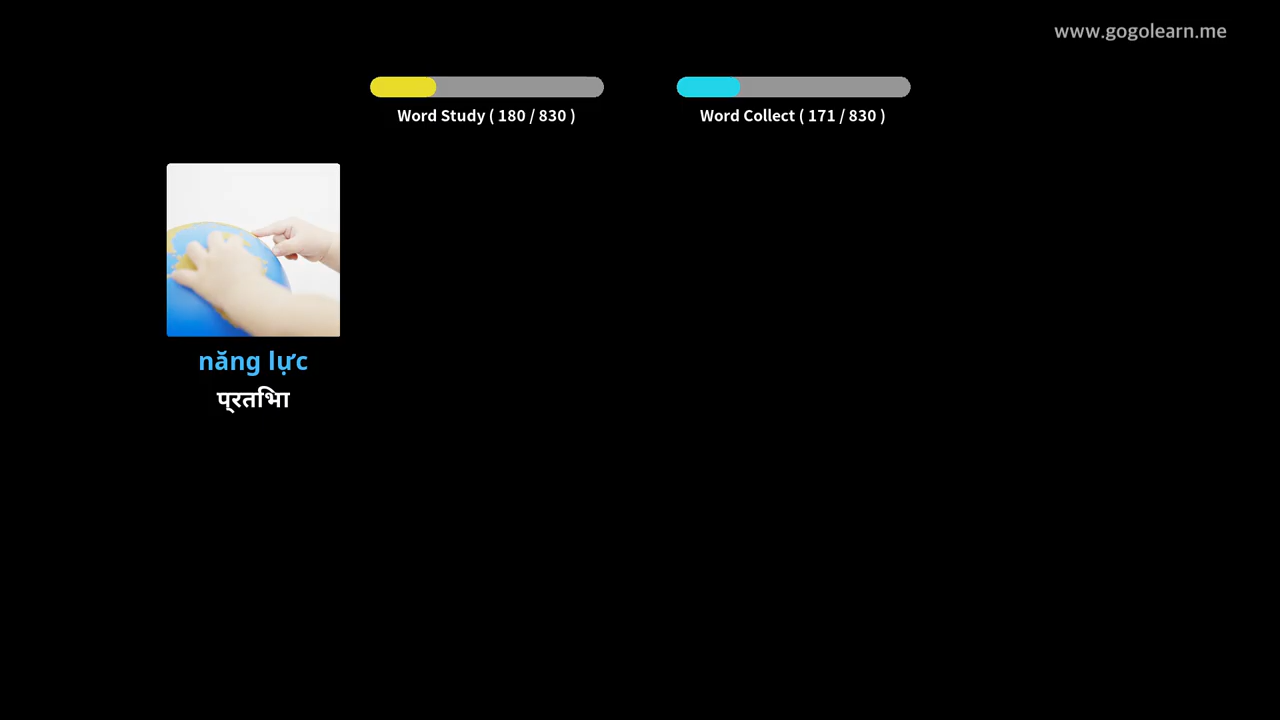 www.gogolearn.me
Word Study ( 180 / 830 )
Word Collect ( 171 / 830 )
năng lực
प्रतिभा